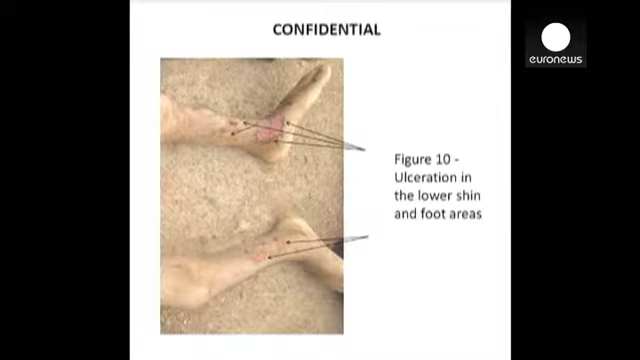 CONFIDENTIAL
euronews
Figure 10 -
Ulceration in
the lower shin
and foot areas